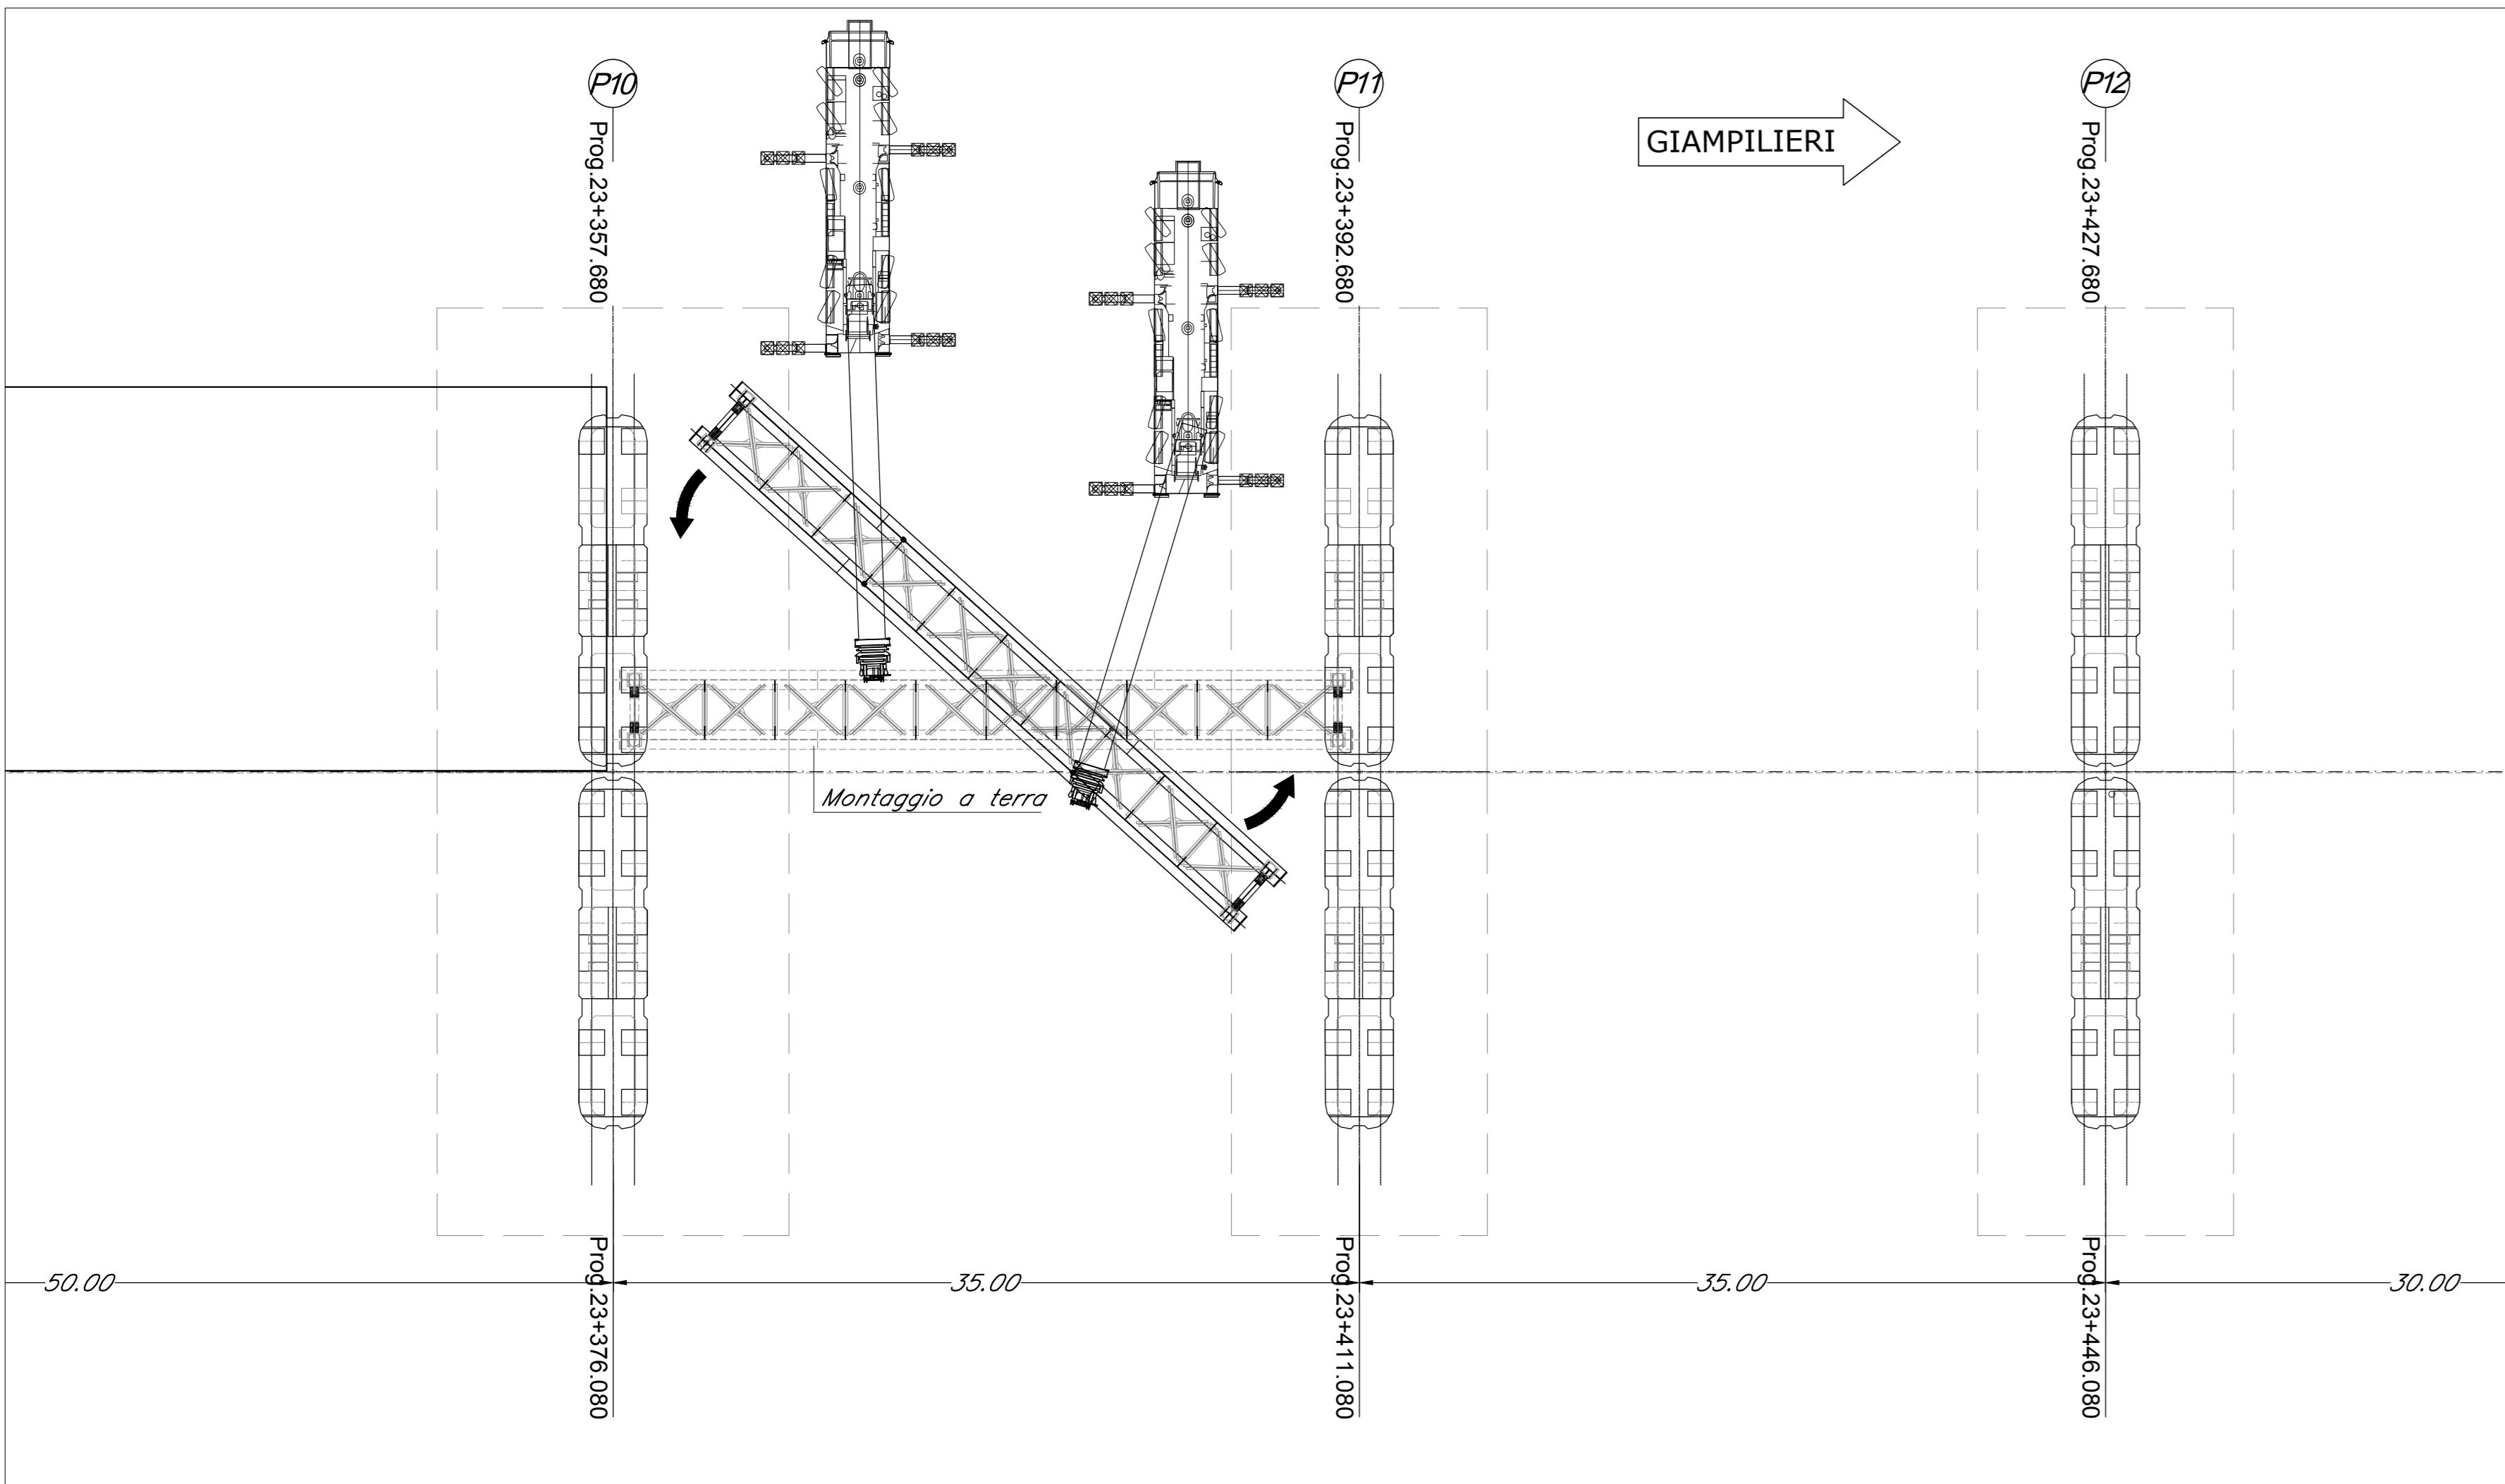 P10
P11
P12
Prog.23+357.680
Prog.23+392.680
Prog.23+427.680
GIAMPILIERI
Montaggio a terra
50.00
35.00
35.00
30.00
Prog.23+376.080
Prog.23+411.080
Prog.23+446.080